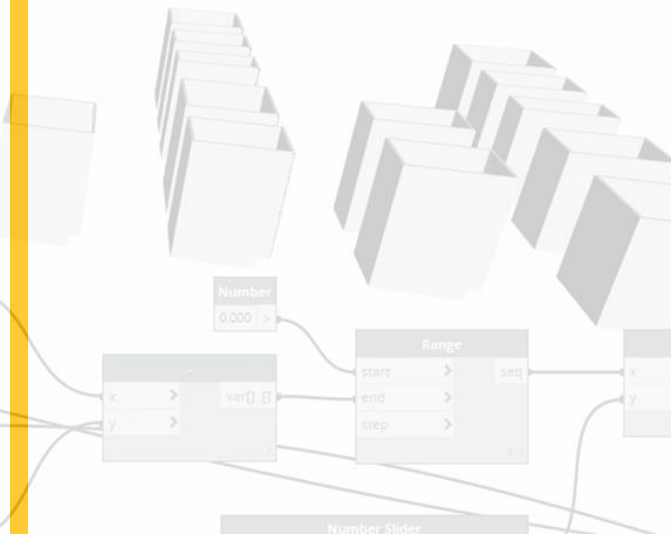 Number
0.000 >
Range
start > seq
end >
step >
-
x > var[]..[]
y >
x
y
Number Slider